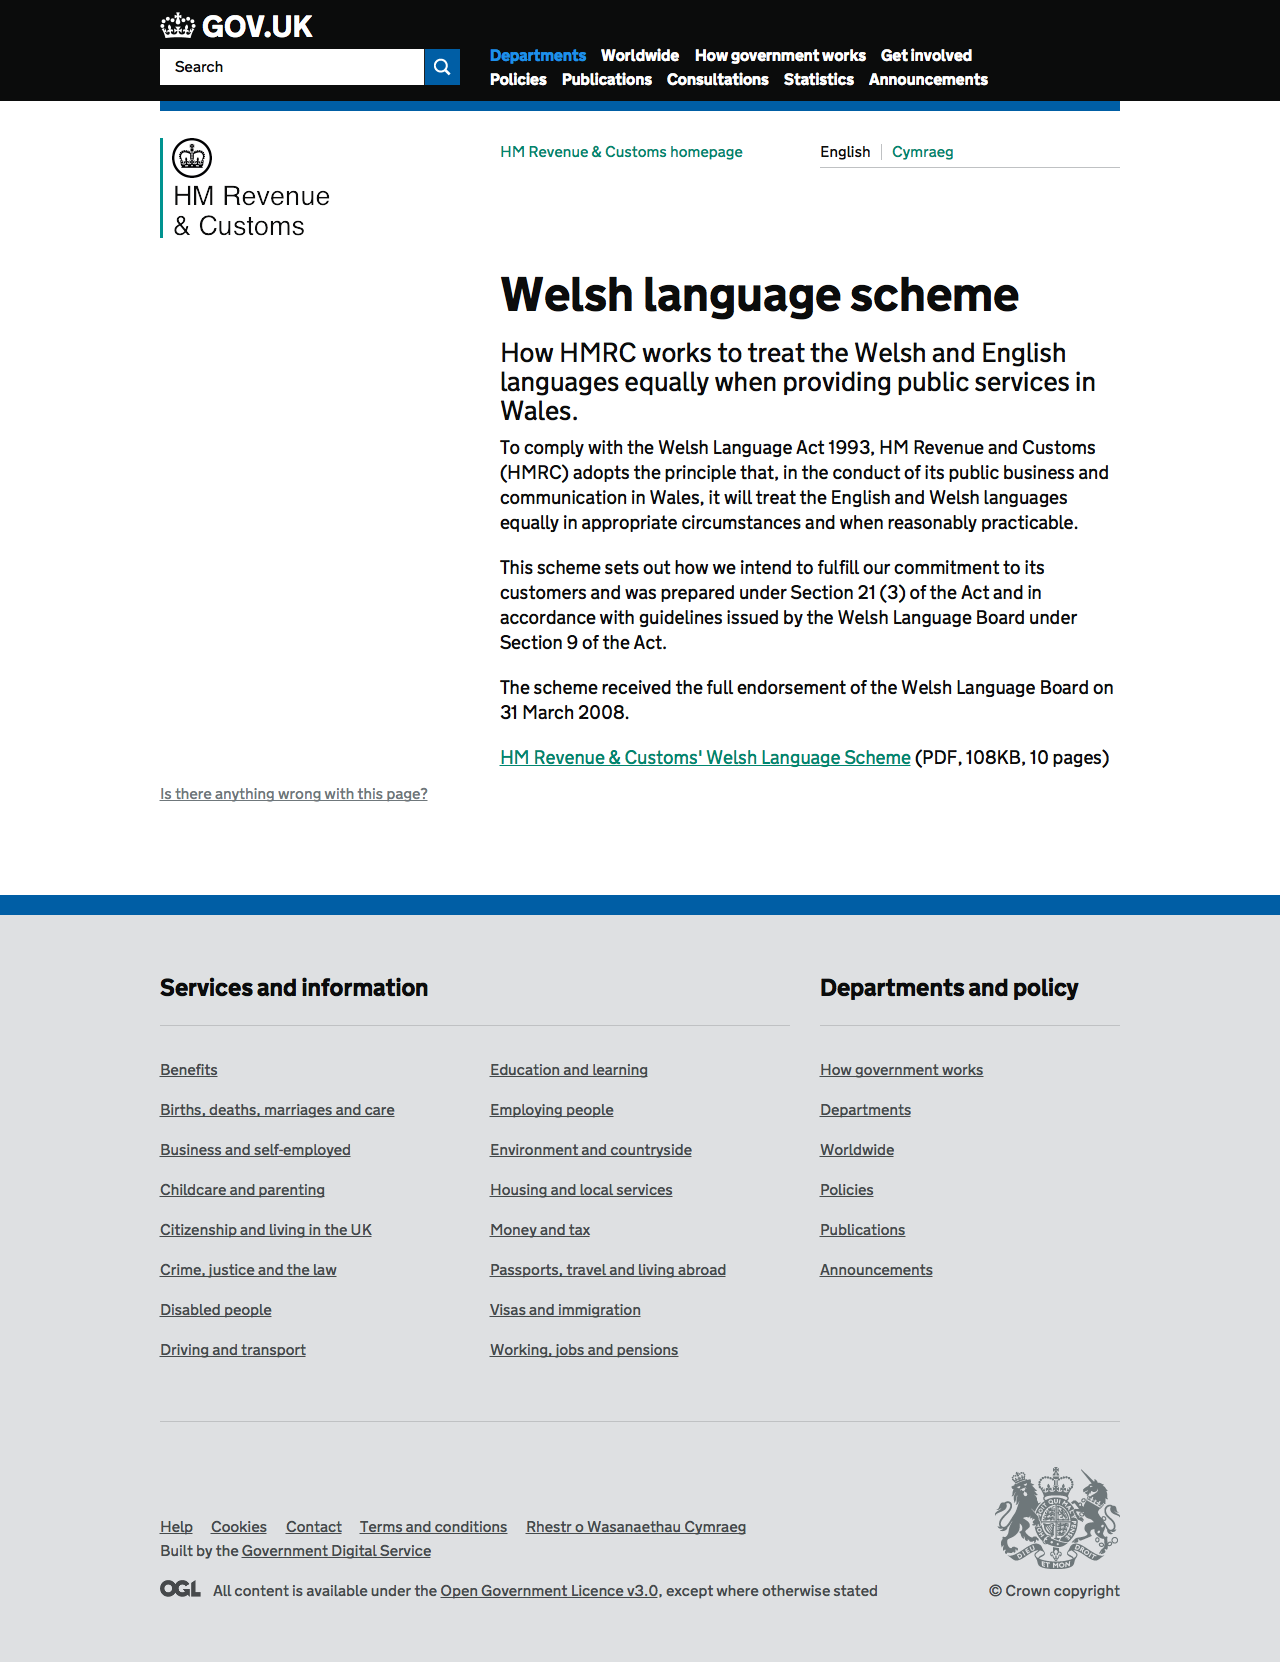 GOV.UK
Search
Departments Worldwide How government works Get involved
Policies Publications Consultations Statistics Announcements
HM Revenue
& Customs
HM Revenue & Customs homepage
English Cymraeg
Welsh language scheme
How HMRC works to treat the Welsh and English
languages equally when providing public services in
Wales.
To comply with the Welsh Language Act 1993, HM Revenue and Customs
(HMRC) adopts the principle that, in the conduct of its public business and
communication in Wales, it will treat the English and Welsh languages
equally in appropriate circumstances and when reasonably practicable.
This scheme sets out how we intend to fulfill our commitment to its
customers and was prepared under Section 21 (3) of the Act and in
accordance with guidelines issued by the Welsh Language Board under
Section 9 of the Act.
The scheme received the full endorsement of the Welsh Language Board on
31 March 2008.
HM Revenue & Customs' Welsh Language Scheme (PDF, 108KB, 10 pages)
Is there anything wrong with this page?
Services and information
Benefits
Births, deaths, marriages and care
Business and self-employed
Childcare and parenting
Citizenship and living in the UK
Crime, justice and the law
Disabled people
Driving and transport
Education and learning
Employing people
Environment and countryside
Housing and local services
Money and tax
Passports, travel and living abroad
Visas and immigration
Working, jobs and pensions
Departments and policy
How government works
Departments
Worldwide
Policies
Publications
Announcements
Help Cookies Contact Terms and conditions Rhestr o Wasanaethau Cymraeg
Built by the Government Digital Service
OGL All content is available under the Open Government Licence v3.0, except where otherwise stated
DIEU ET MON DROIT
© Crown copyright